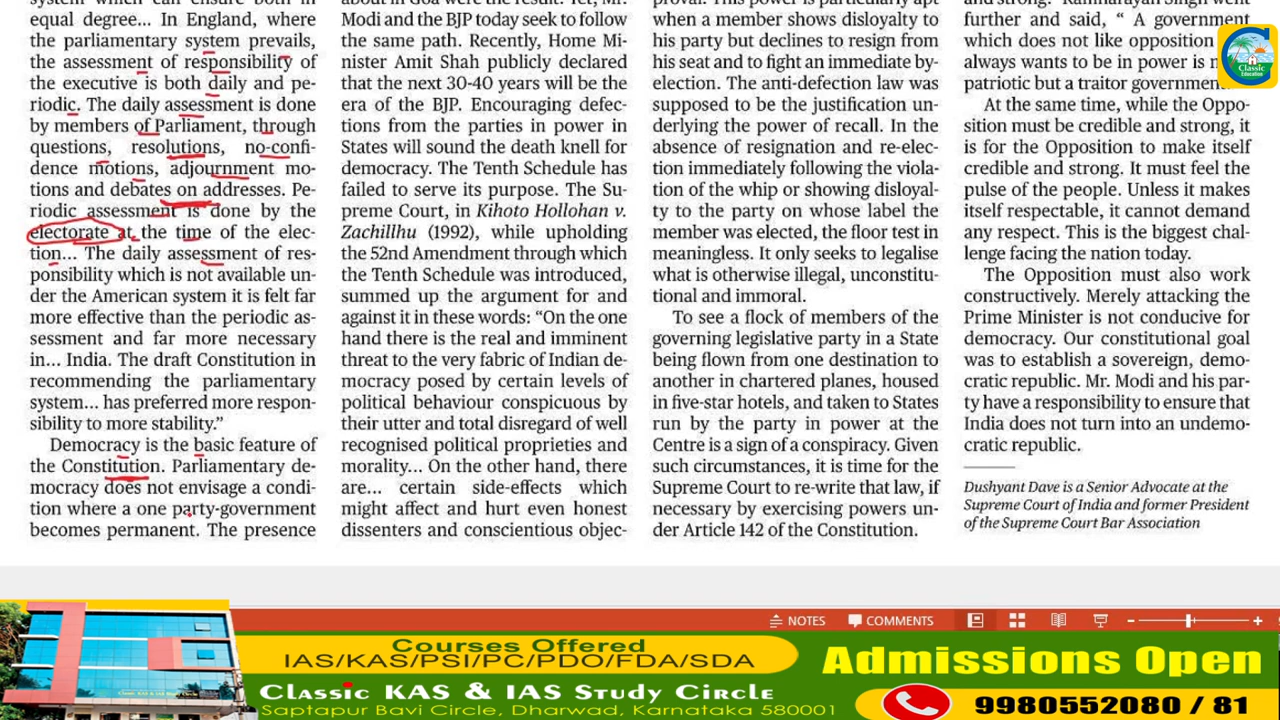 system which can ensure both in
equal degree... In England, where
the parliamentary system prevails,
the assessment of responsibility of
the executive is both daily and pe-
riodic. The daily assessment is done
by members of Parliament, through
questions, resolutions, no-confi-
dence motions, adjournment mo-
tions and debates on addresses. Pe-
riodic assessment is done by the
electorate at the time of the elec-
tion... The daily assessment of res-
ponsibility which is not available un-
der the American system it is felt far
more effective than the periodic as-
sessment and far more necessary
in... India. The draft Constitution in
recommending the parliamentary
system... has preferred more respon-
sibility to more stability.”
Democracy is the basic feature of
the Constitution. Parliamentary de-
mocracy does not envisage a condi-
tion where a one party-government
becomes permanent. The presence
about in Goa were the result. Yet, Mr.
Modi and the BJP today seek to follow
the same path. Recently, Home Mi-
nister Amit Shah publicly declared
that the next 30-40 years will be the
era of the BJP. Encouraging defec-
tions from the parties in power in
States will sound the death knell for
democracy. The Tenth Schedule has
failed to serve its purpose. The Su-
preme Court, in Kihoto Hollohan v.
Zachillhu (1992), while upholding
the 52nd Amendment through which
the Tenth Schedule was introduced,
summed up the argument for and
against it in these words: “On the one
hand there is the real and imminent
threat to the very fabric of Indian de-
mocracy posed by certain levels of
political behaviour conspicuous by
their utter and total disregard of well
recognised political proprieties and
morality... On the other hand, there
are... certain side-effects which
might affect and hurt even honest
dissenters and conscientious objec-
proval. This power is particularly apt
when a member shows disloyalty to
his party but declines to resign from
his seat and to fight an immediate by-
election. The anti-defection law was
supposed to be the justification un-
derlying the power of recall. In the
absence of resignation and re-elec-
tion immediately following the viola-
tion of the whip or showing disloyal-
ty to the party on whose label the
member was elected, the floor test in
meaningless. It only seeks to legalise
what is otherwise illegal, unconstitu-
tional and immoral.
To see a flock of members of the
governing legislative party in a State
being flown from one destination to
another in chartered planes, housed
in five-star hotels, and taken to States
run by the party in power at the
Centre is a sign of a conspiracy. Given
such circumstances, it is time for the
Supreme Court to re-write that law, if
necessary by exercising powers un-
der Article 142 of the Constitution.
and strong. Ramnarayan Singh went
further and said, “ A government
which does not like opposition
always wants to be in power is
patriotic but a traitor government.
At the same time, while the Oppo-
sition must be credible and strong, it
is for the Opposition to make itself
credible and strong. It must feel the
pulse of the people. Unless it makes
itself respectable, it cannot demand
any respect. This is the biggest chal-
lenge facing the nation today.
The Opposition must also work
constructively. Merely attacking the
Prime Minister is not conducive for
democracy. Our constitutional goal
was to establish a sovereign, demo-
cratic republic. Mr. Modi and his par-
ty have a responsibility to ensure that
India does not turn into an undemo-
cratic republic.
Dushyant Dave is a Senior Advocate at the
Supreme Court of India and former President
of the Supreme Court Bar Association
Classic
Education
NOTES COMMENTS
Courses Offered
IAS/KAS/PSI/PC/PDO/FDA/SDA
Classic KAS & IAS Study Circle
Saptapur Bavi Circle, Dharwad, Karnataka 580001
Admissions Open
9980552080 / 81